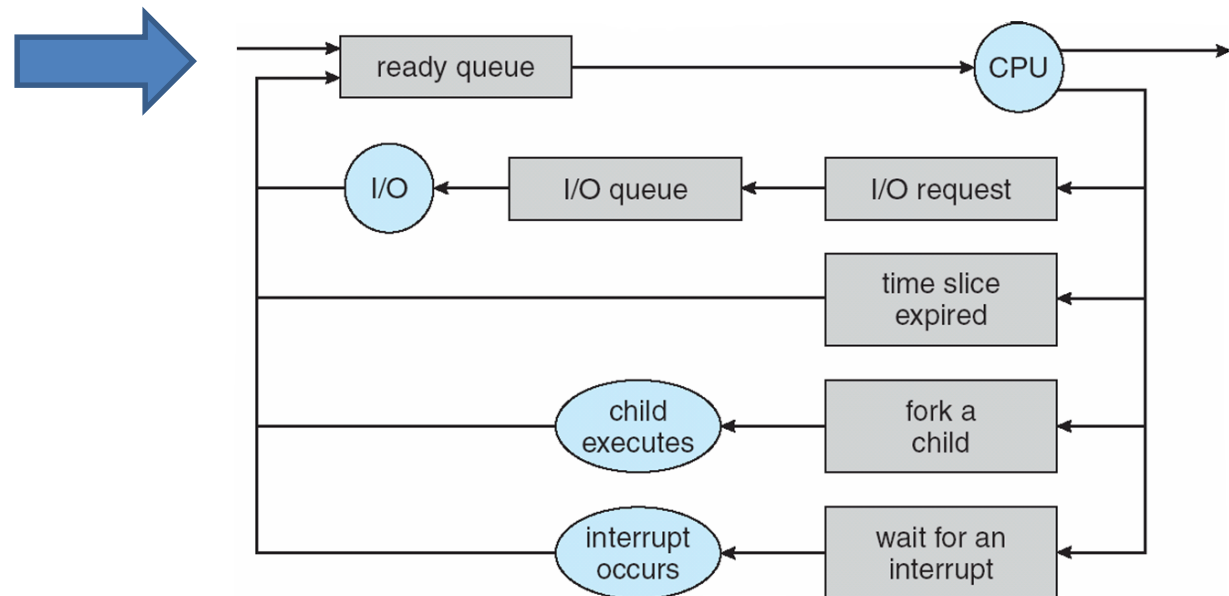 ready queue
CPU
I/O
I/O queue
I/O request
time slice
expired
child
executes
fork a
child
interrupt
occurs
wait for an
interrupt